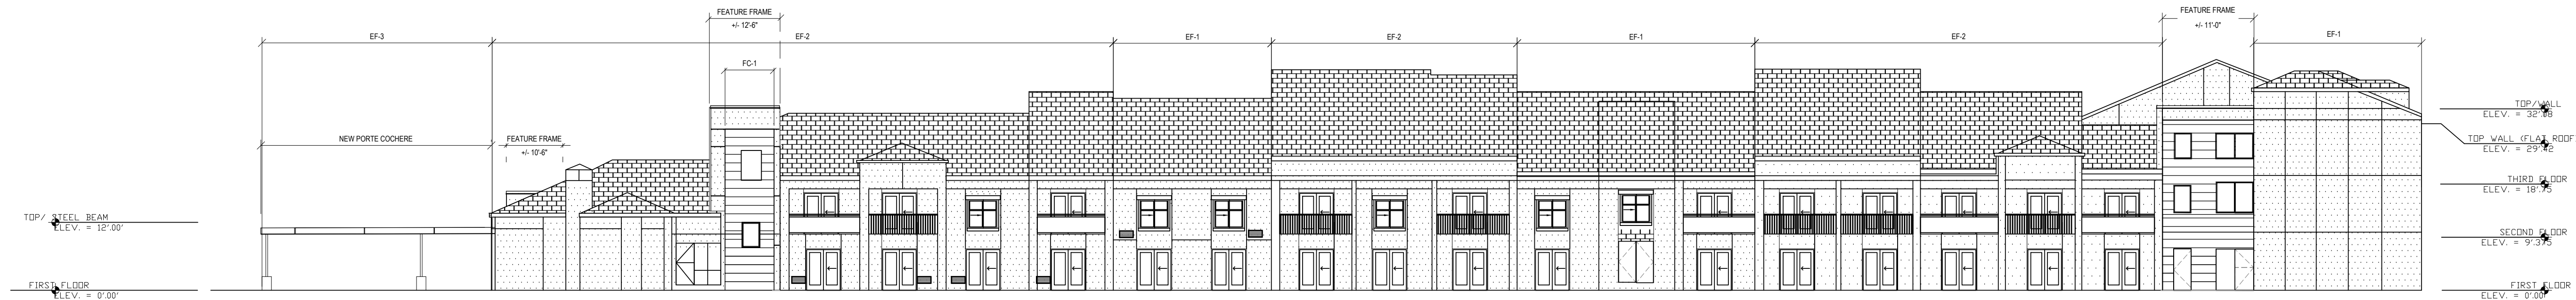 FEATURE FRAME
+/- 12'-6"
FEATURE FRAME
+/- 11'-0"
EF-3
EF-2
EF-1
EF-2
EF-1
EF-2
EF-1
FC-1
NEW PORTE COCHERE
FEATURE FRAME
+/- 10'-6"
TOP/WALL
ELEV. = 32'.08
TOP WALL (FLAT ROOF
ELEV. = 29'.42
THIRD FLOOR
ELEV. = 18'.75
TOP/ STEEL BEAM
ELEV. = 12'.00'
SECOND FLOOR
ELEV. = 9'.375
FIRST FLOOR
ELEV. = 0'.00'
FIRST FLOOR
ELEV. = 0'.00'